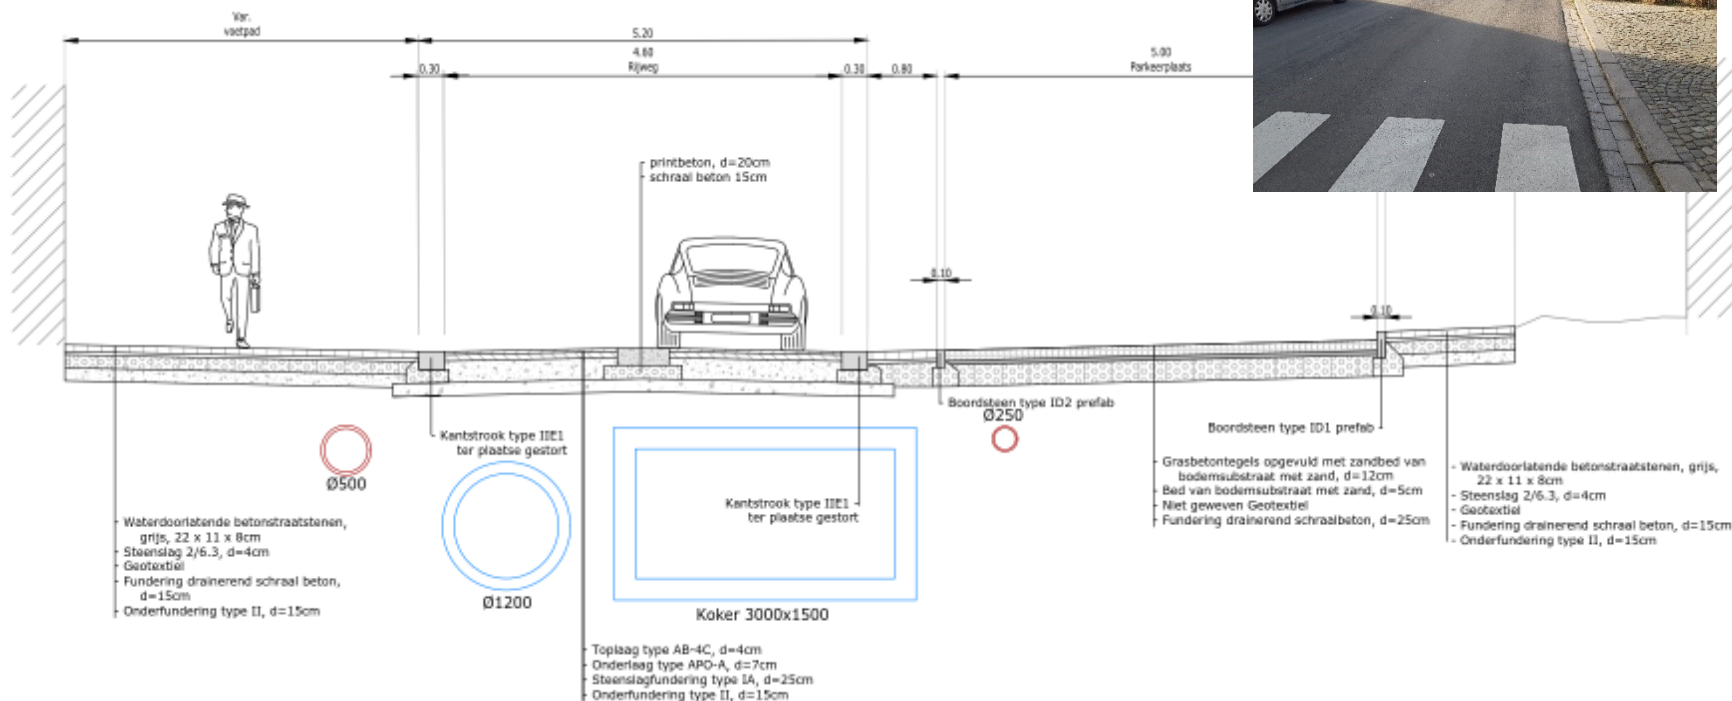 Var.
voetpad
5.20
4.60
Rijweg
5.00
Parkeerplaats
0.30
0.30
0.80
printbeton, d=20cm
schraal beton 15cm
0.10
0.10
Boordsteen type ID2 prefab
Ø250
Boordsteen type ID1 prefab
Kantstrook type IIE1
ter plaatse gestort
Ø500
Kantstrook type IIE1
ter plaatse gestort
Grasbetontegels opgevuld met zandbed van
bodemsubstraat met zand, d=12cm
Bed van bodemsubstraat met zand, d=5cm
Niet geweven Geotextiel
Fundering drainerend schraalbeton, d=25cm
- Waterdoorlatende betonstraatstenen, grijs,
22 x 11 x 8cm
- Steenslag 2/6.3, d=4cm
- Geotextiel
- Fundering drainerend schraal beton, d=15cm
- Onderfundering type II, d=15cm
Waterdoorlatende betonstraatstenen,
grijs, 22 x 11 x 8cm
Steenslag 2/6.3, d=4cm
Geotextiel
Fundering drainerend schraal beton,
d=15cm
Onderfundering type II, d=15cm
Ø1200
Koker 3000x1500
Toplaag type AB-4C, d=4cm
Onderlaag type APO-A, d=7cm
Steenslagfundering type IA, d=25cm
Onderfundering type II, d=15cm